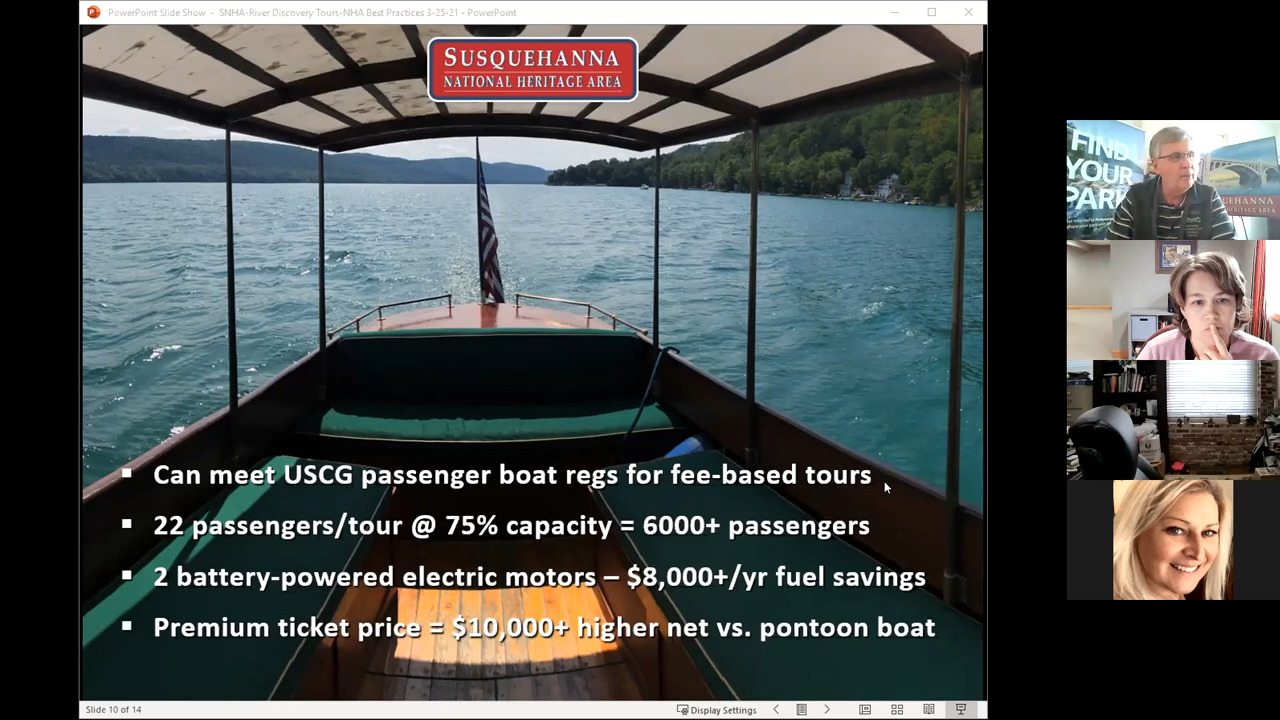 PowerPoint Slide Show - SNHA-River Discovery Tours-NHA Best Practices 3-25-21 - PowerPoint
SUSQUEHANNA
NATIONAL HERITAGE AREA
▪ Can meet USCG passenger boat regs for fee-based tours
▪ 22 passengers/tour @ 75% capacity = 6000+ passengers
▪ 2 battery-powered electric motors – $8,000+/yr fuel savings
▪ Premium ticket price = $10,000+ higher net vs. pontoon boat
Slide 10 of 14
Display Settings
FIND
YOUR
PARK
SUSQUEHANNA
HERITAGE AREA